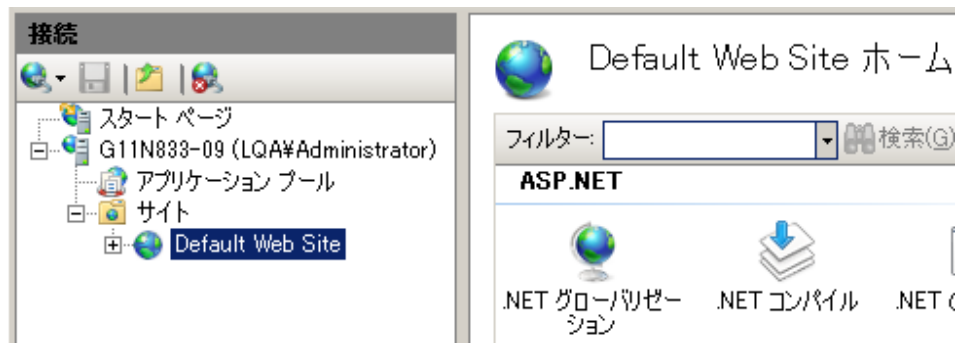 接続
スタート ページ
G11N833-09 (LQA¥Administrator)
アプリケーション プール
サイト
Default Web Site
Default Web Site ホーム
フィルター:
検索(G)
ASP.NET
.NET グローバリゼー
ション
.NET コンパイル
.NET